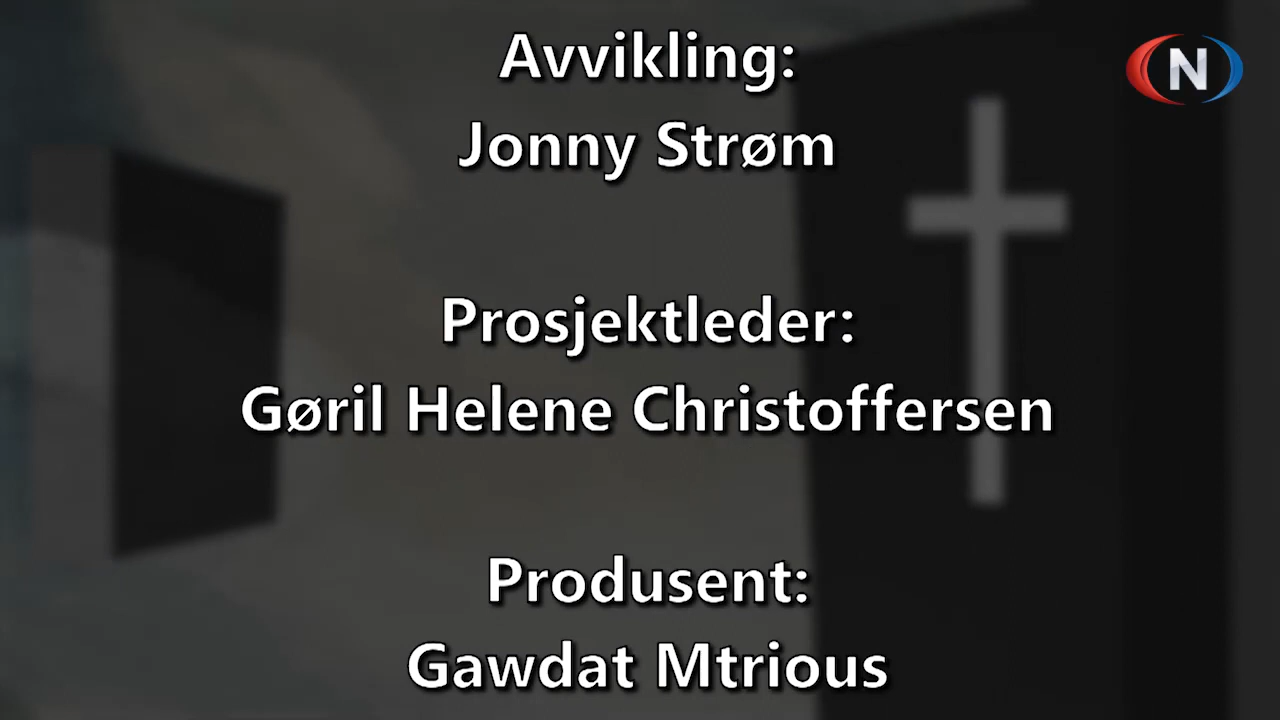 Avvikling:
Jonny Strøm
N
Prosjektleder:
Gøril Helene Christoffersen
Produsent:
Gawdat Mtrious